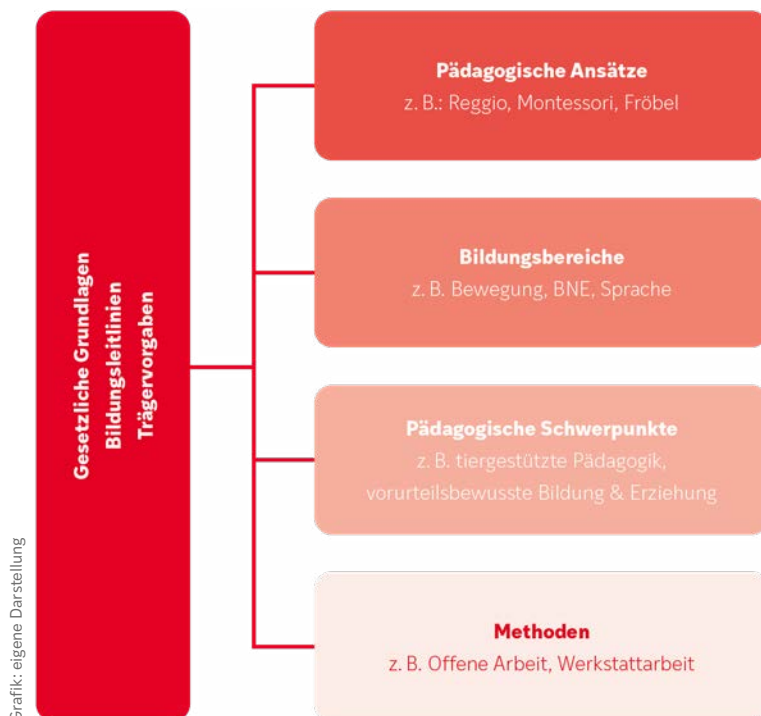 Gesetzliche Grundlagen
Bildungsleitlinien
Trägervorgaben
Pädagogische Ansätze
z. B.: Reggio, Montessori, Fröbel
Bildungsbereiche
z. B. Bewegung, BNE, Sprache
Pädagogische Schwerpunkte
z. B. tiergestützte Pädagogik,
vorurteilsbewusste Bildung & Erziehung
Methoden
z. B. Offene Arbeit, Werkstattarbeit
Grafik: eigene Darstellung